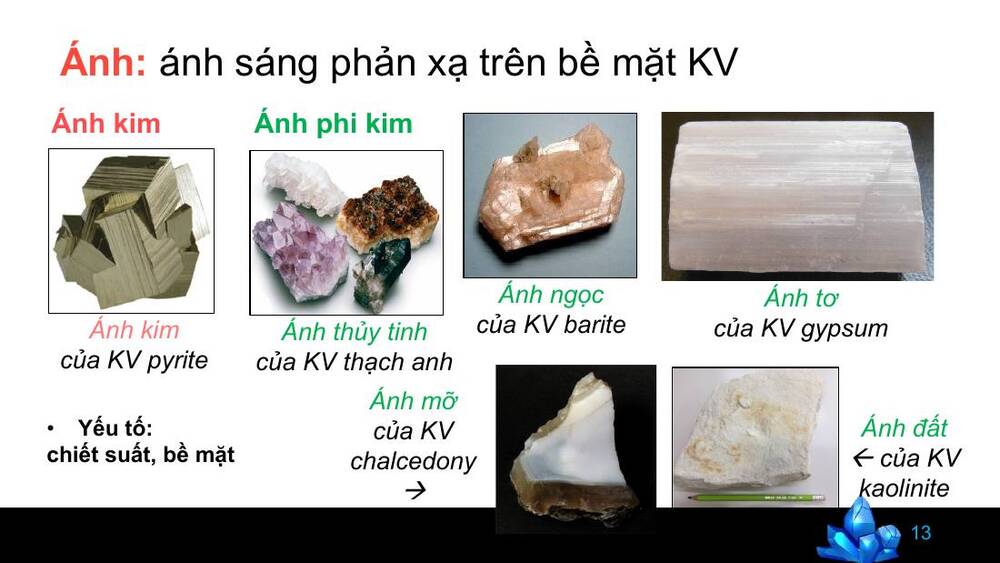 Ánh: ánh sáng phản xạ trên bề mặt KV
Ánh kim
Ánh phi kim
Ánh kim
của KV pyrite
Ánh thủy tinh
của KV thạch anh
Ánh ngọc
của KV barite
Ánh tơ
của KV gypsum
• Yếu tố:
chiết suất, bề mặt
Ánh mỡ
của KV
chalcedony
→
Ánh đất
← của KV
kaolinite
13